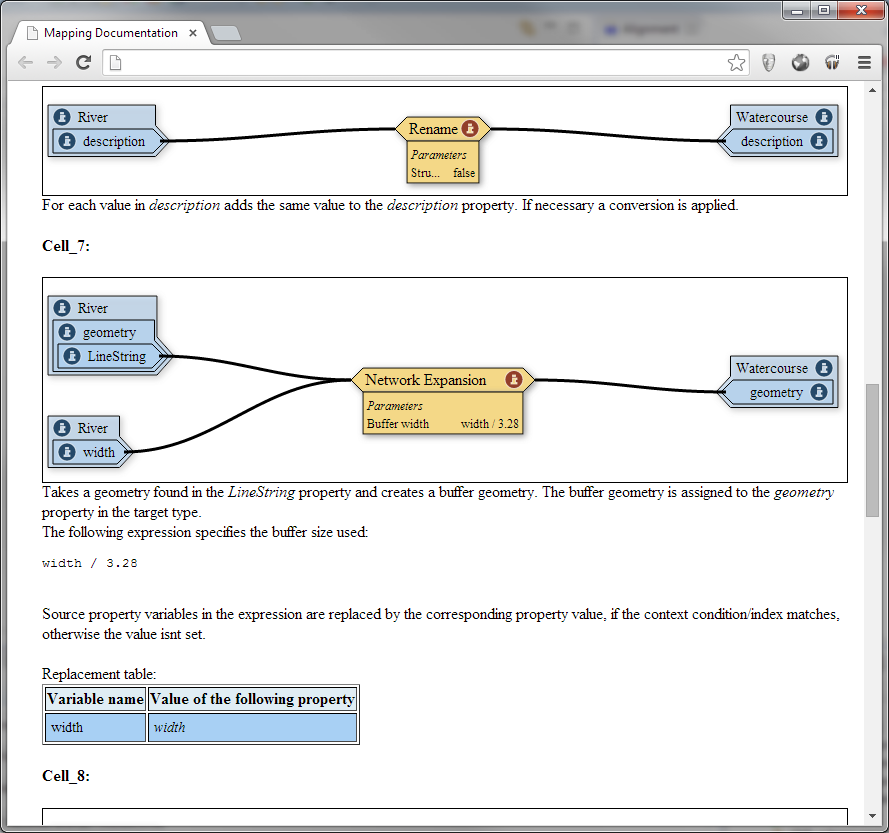 Mapping Documentation
River
description
Rename
Parameters
Stru... false
Watercourse
description
For each value in description adds the same value to the description property. If necessary a conversion is applied.
Cell_7:
River
geometry
LineString
River
width
Network Expansion
Parameters
Buffer width width / 3.28
Watercourse
geometry
Takes a geometry found in the LineString property and creates a buffer geometry. The buffer geometry is assigned to the geometry
property in the target type.
The following expression specifies the buffer size used:
width / 3.28
Source property variables in the expression are replaced by the corresponding property value, if the context condition/index matches,
otherwise the value isnt set.
Replacement table:
Variable name Value of the following property
width width
Cell_8: